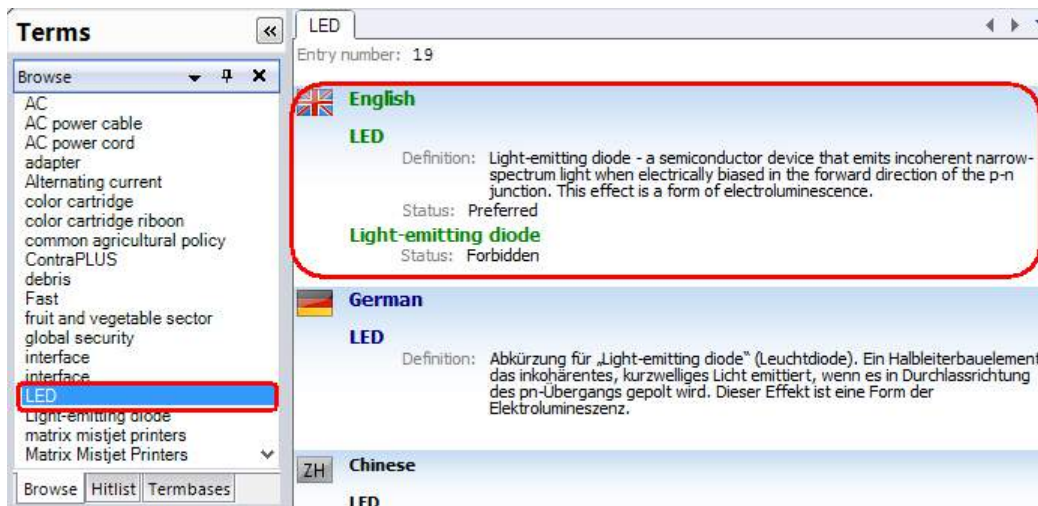 Terms
Browse
AC
AC power cable
AC power cord
adapter
Alternating current
color cartridge
color cartridge riboon
common agricultural policy
ContraPLUS
debris
Fast
fruit and vegetable sector
global security
interface
interface
LED
Light-emitting diode
matrix mistjet printers
Matrix Mistjet Printers
Browse Hitlist Termbases
LED
Entry number: 19
English
LED
Definition: Light-emitting diode - a semiconductor device that emits incoherent narrow-
spectrum light when electrically biased in the forward direction of the p-n
junction. This effect is a form of electroluminescence.
Status: Preferred
Light-emitting diode
Status: Forbidden
German
LED
Definition: Abkürzung für „Light-emitting diode“ (Leuchtdiode). Ein Halbleiterbauelement
das inkohärentes, kurzwelliges Licht emittiert, wenn es in Durchlassrichtung
des pn-Übergangs gepolt wird. Dieser Effekt ist eine Form der
Elektrolumineszenz.
ZH Chinese
LED